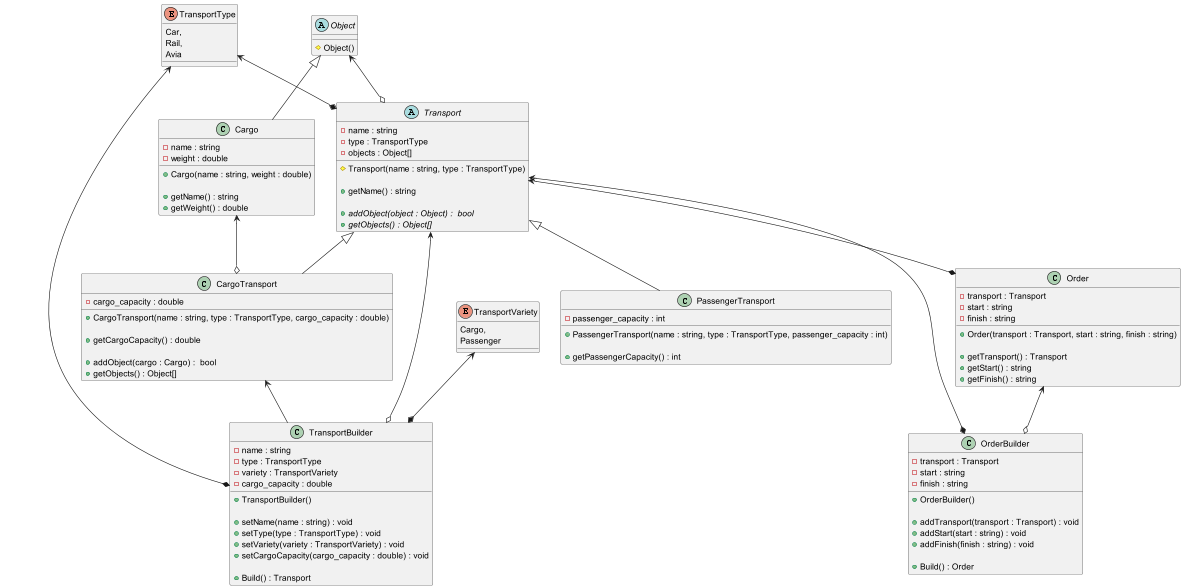 E TransportType
Car,
Rail,
Avia
A Object
Object()
C Cargo
name : string
weight : double
Cargo(name : string, weight : double)
getName() : string
getWeight() : double
A Transport
name : string
type : TransportType
objects : Object[]
Transport(name : string, type : TransportType)
getName() : string
addObject(object : Object) :  bool
getObjects() : Object[]
C CargoTransport
cargo_capacity : double
CargoTransport(name : string, type : TransportType, cargo_capacity : double)
getCargoCapacity() : double
addObject(cargo : Cargo) :  bool
getObjects() : Object[]
E TransportVariety
Cargo,
Passenger
C PassengerTransport
passenger_capacity : int
PassengerTransport(name : string, type : TransportType, passenger_capacity : int)
getPassengerCapacity() : int
C Order
transport : Transport
start : string
finish : string
Order(transport : Transport, start : string, finish : string)
getTransport() : Transport
getStart() : string
getFinish() : string
C TransportBuilder
name : string
type : TransportType
variety : TransportVariety
cargo_capacity : double
TransportBuilder()
setName(name : string) : void
setType(type : TransportType) : void
setVariety(variety : TransportVariety) : void
setCargoCapacity(cargo_capacity : double) : void
Build() : Transport
C OrderBuilder
transport : Transport
start : string
finish : string
OrderBuilder()
addTransport(transport : Transport) : void
addStart(start : string) : void
addFinish(finish : string) : void
Build() : Order